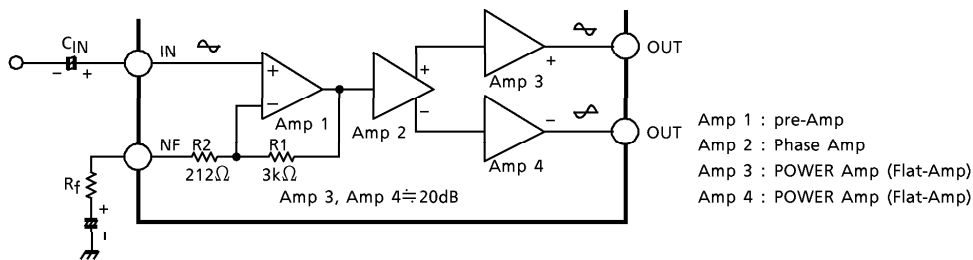 CIN
− +
IN
+
−
Amp 1
NF
R2
212Ω
R1
3kΩ
Rf
+
−
Amp 2
+
−
Amp 3
+
OUT
Amp 4
−
OUT
Amp 3, Amp 4≒20dB
Amp 1 : pre-Amp
Amp 2 : Phase Amp
Amp 3 : POWER Amp (Flat-Amp)
Amp 4 : POWER Amp (Flat-Amp)